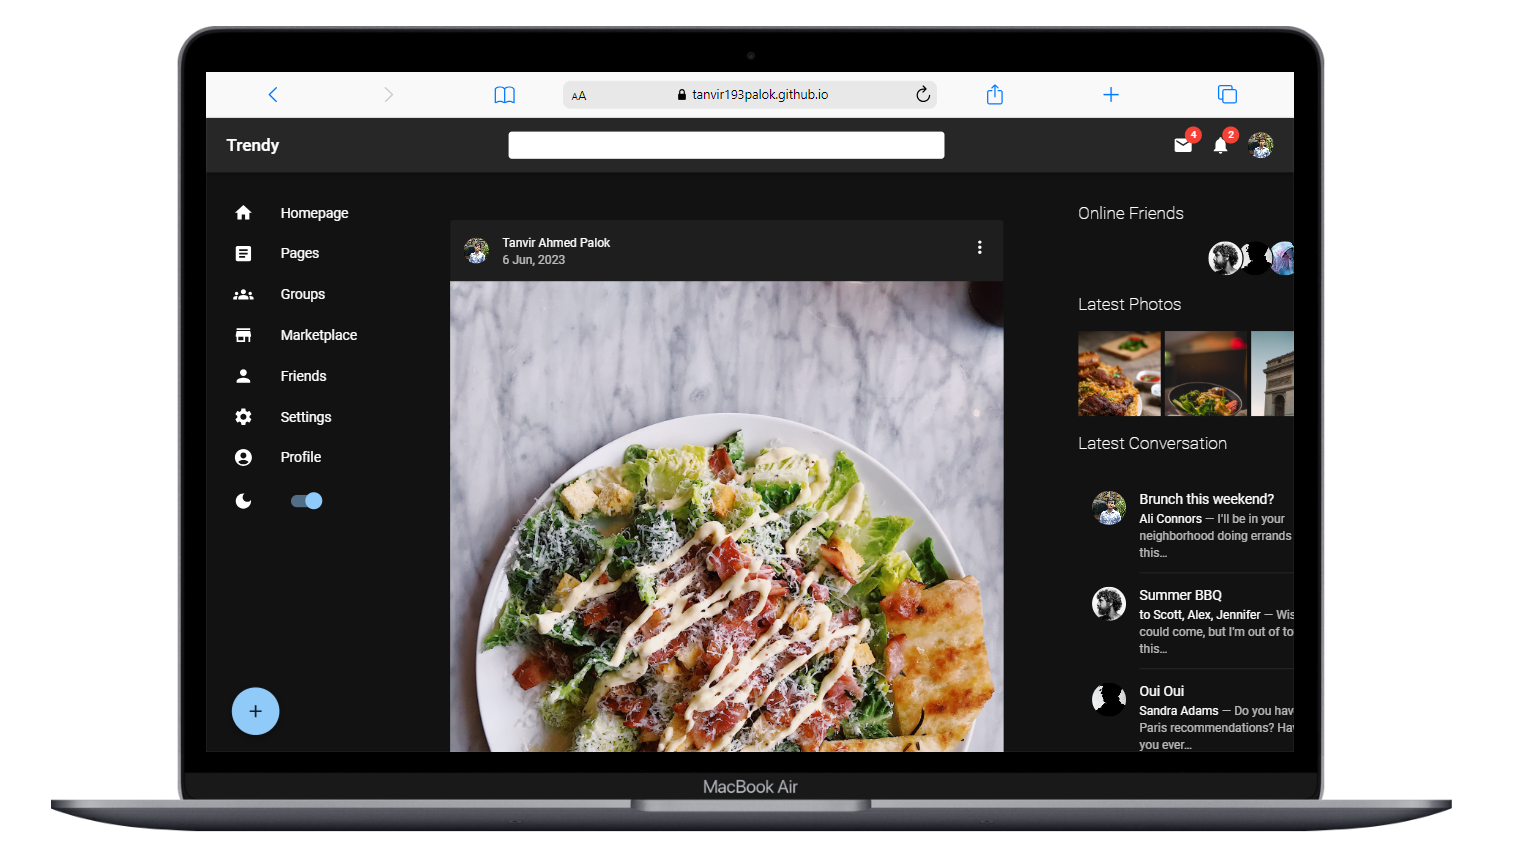 AA
tanvir193palok.github.io
Trendy
4
2
Homepage
Pages
Groups
Marketplace
Friends
Settings
Profile
Tanvir Ahmed Palok
6 Jun, 2023
Online Friends
Latest Photos
Latest Conversation
Brunch this weekend?
Ali Connors — I'll be in your
neighborhood doing errands
this…
Summer BBQ
to Scott, Alex, Jennifer — Wis
could come, but I'm out of to
this…
Oui Oui
Sandra Adams — Do you hav
Paris recommendations? Ha
you ever…
MacBook Air